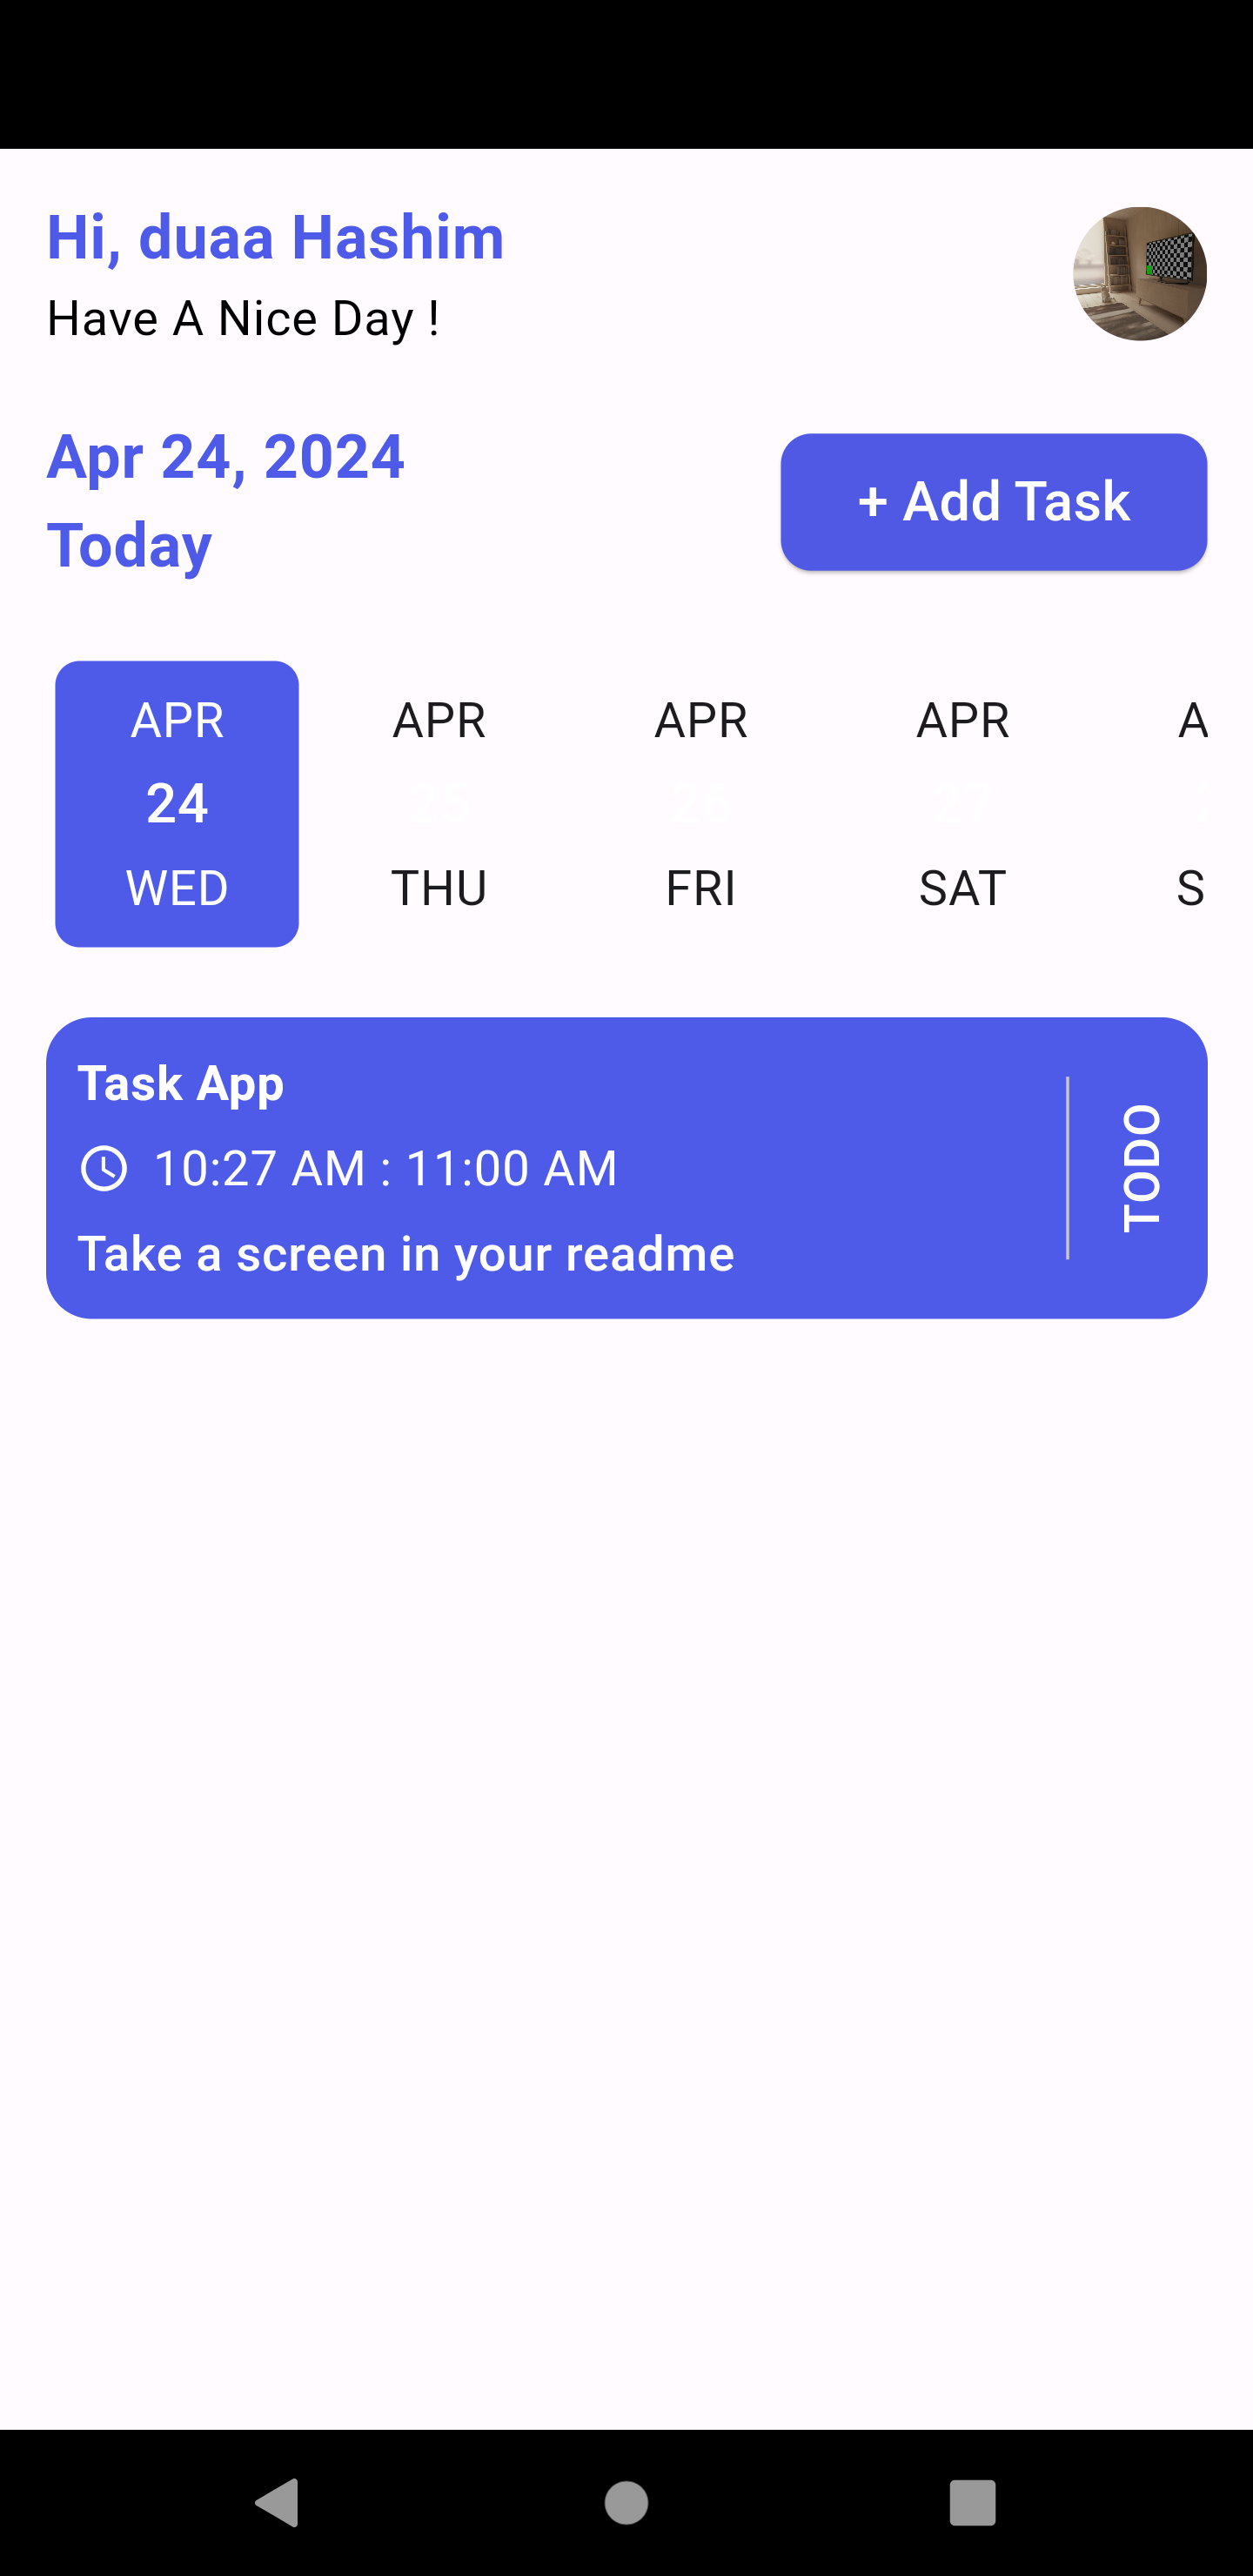 Hi, duaa Hashim
Have A Nice Day !
Apr 24, 2024
Today
+ Add Task
APR APR APR APR A
24 25 26 27
WED THU FRI SAT S
Task App
10:27 AM : 11:00 AM
Take a screen in your readme
TODO